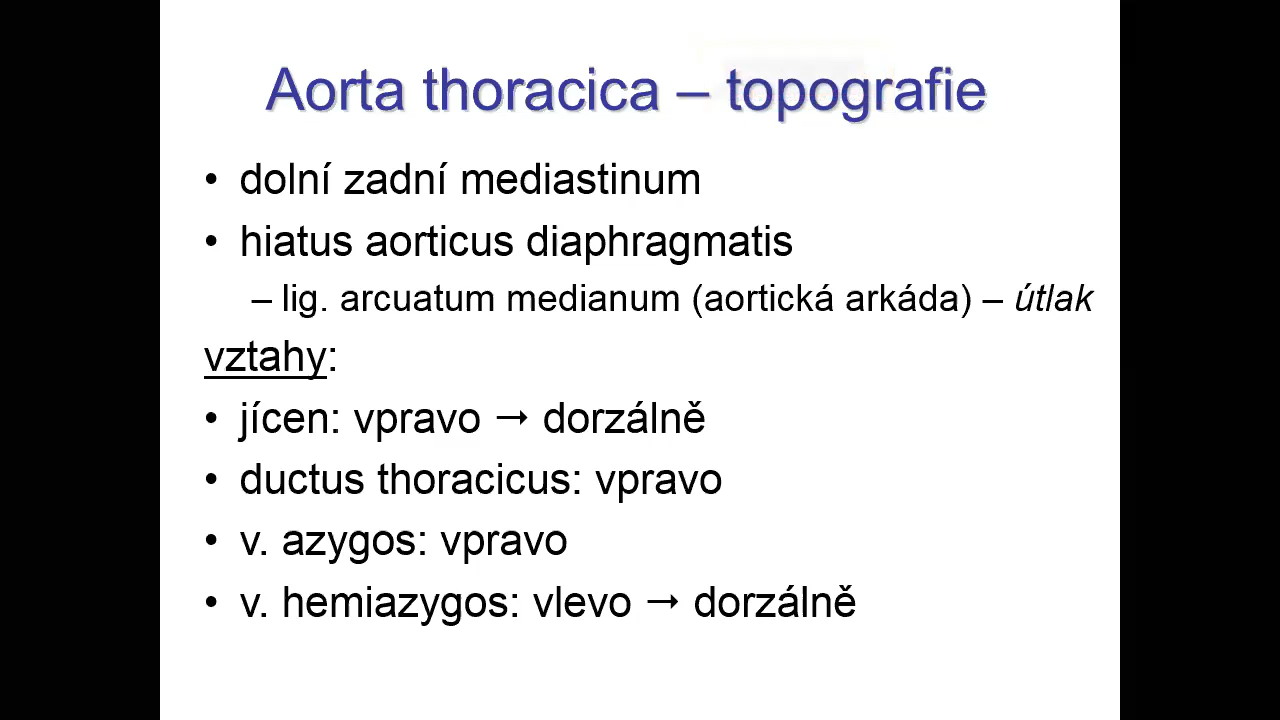 Aorta thoracica – topografie
• dolní zadní mediastinum
• hiatus aorticus diaphragmatis
– lig. arcuatum medianum (aortická arkáda) – útlak
vztahy:
• jícen: vpravo → dorzálně
• ductus thoracicus: vpravo
• v. azygos: vpravo
• v. hemiazygos: vlevo → dorzálně